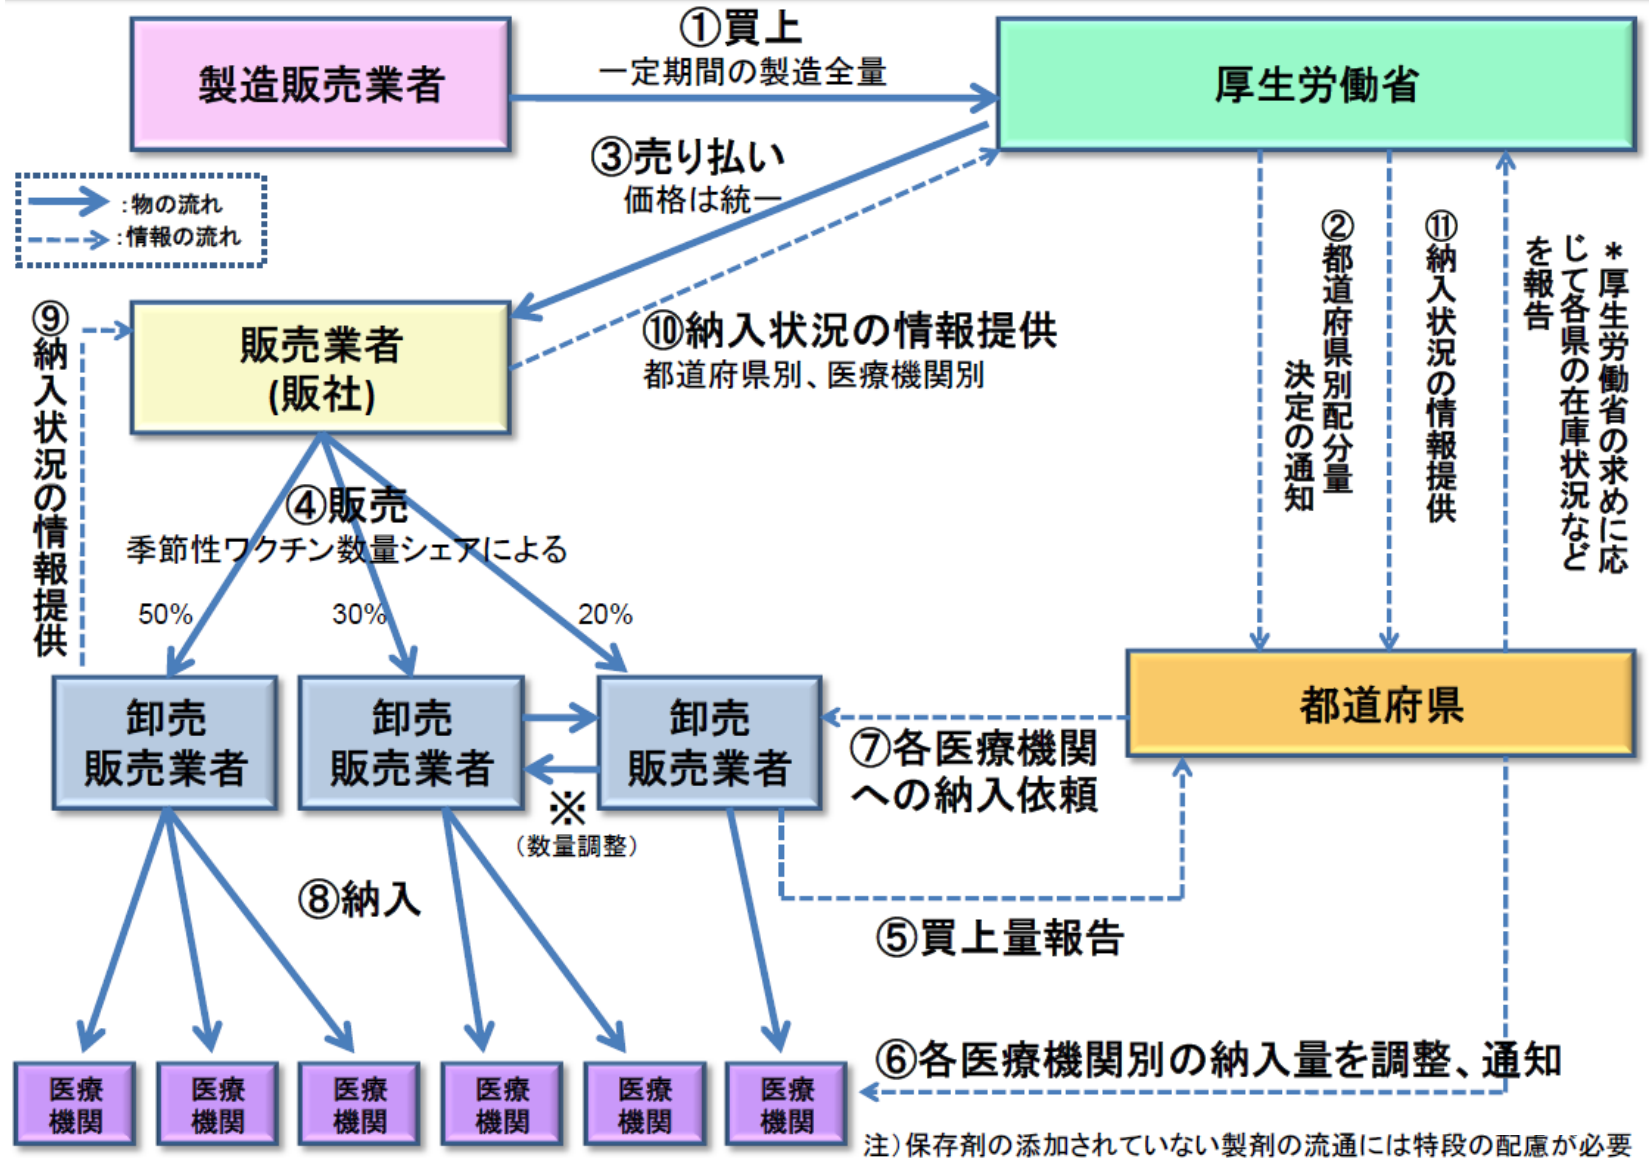 ①買上
一定期間の製造全量
製造販売業者
厚生労働省
③売り払い
価格は統一
:物の流れ
:情報の流れ
②都道府県別配分量
決定の通知
⑪納入状況の情報提供
*厚生労働省の求めに応
じて各県の在庫状況など
を報告
⑨納入状況の情報提供
販売業者
(販社)
⑩納入状況の情報提供
都道府県別、医療機関別
④販売
季節性ワクチン数量シェアによる
50%
30%
20%
卸売
販売業者
卸売
販売業者
卸売
販売業者
都道府県
⑦各医療機関
への納入依頼
※
(数量調整)
⑧納入
⑤買上量報告
⑥各医療機関別の納入量を調整、通知
医療
機関
医療
機関
医療
機関
医療
機関
医療
機関
医療
機関
注)保存剤の添加されていない製剤の流通には特段の配慮が必要